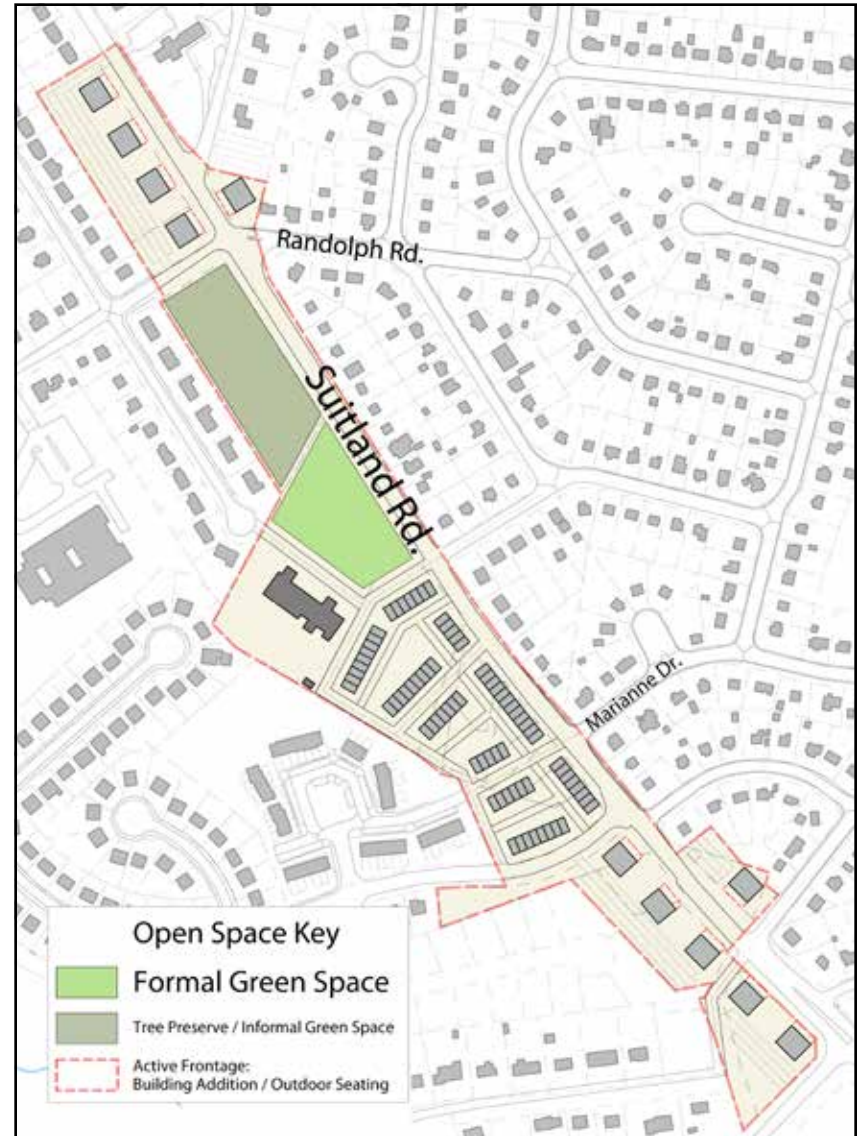 Randolph Rd.
Suitland Rd.
Marianne Dr.
Open Space Key
Formal Green Space
Tree Preserve / Informal Green Space
Active Frontage:
Building Addition / Outdoor Seating